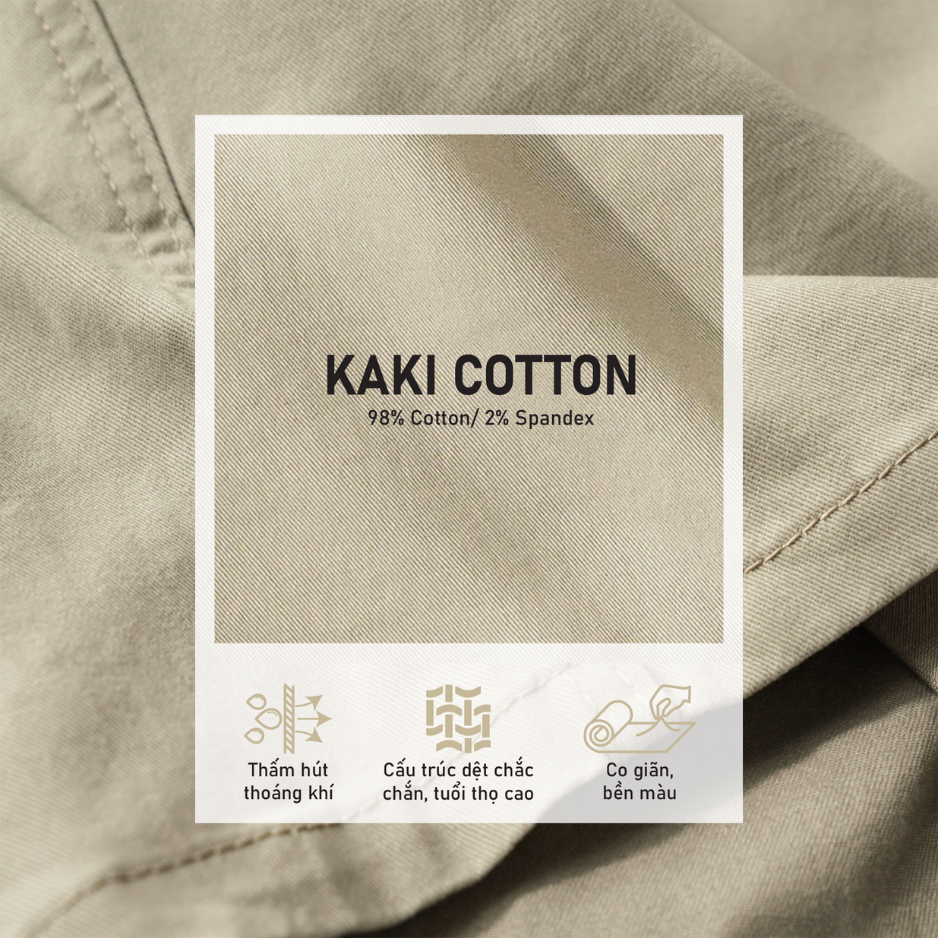 KAKI COTTON
98% Cotton/ 2% Spandex
Thấm hút
thoáng khí
Cấu trúc dệt chắc
chắn, tuổi thọ cao
Co giãn,
bền màu